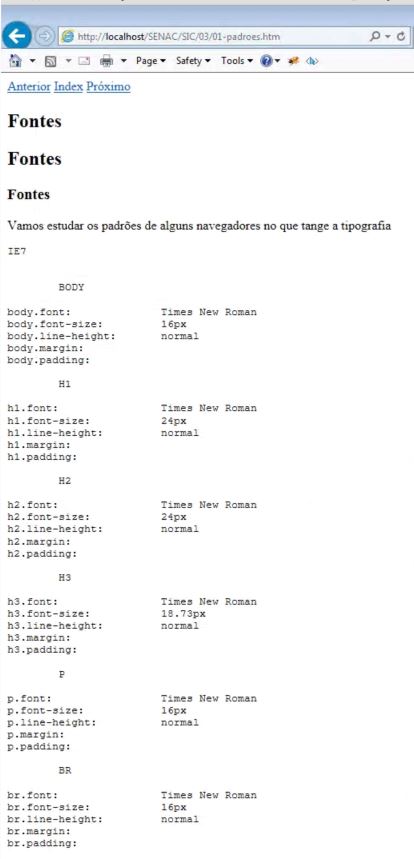 http://localhost/SENAC/SIC/03/01-padroes.htm
Page Safety Tools
Anterior Index Próximo
Fontes
Fontes
Fontes
Vamos estudar os padrões de alguns navegadores no que tange a tipografia
IE7
BODY
body.font: Times New Roman
body.font-size: 16px
body.line-height: normal
body.margin:
body.padding:
H1
h1.font: Times New Roman
h1.font-size: 24px
h1.line-height: normal
h1.margin:
h1.padding:
H2
h2.font: Times New Roman
h2.font-size: 24px
h2.line-height: normal
h2.margin:
h2.padding:
H3
h3.font: Times New Roman
h3.font-size: 18.73px
h3.line-height: normal
h3.margin:
h3.padding:
P
p.font: Times New Roman
p.font-size: 16px
p.line-height: normal
p.margin:
p.padding:
BR
br.font: Times New Roman
br.font-size: 16px
br.line-height: normal
br.margin:
br.padding: